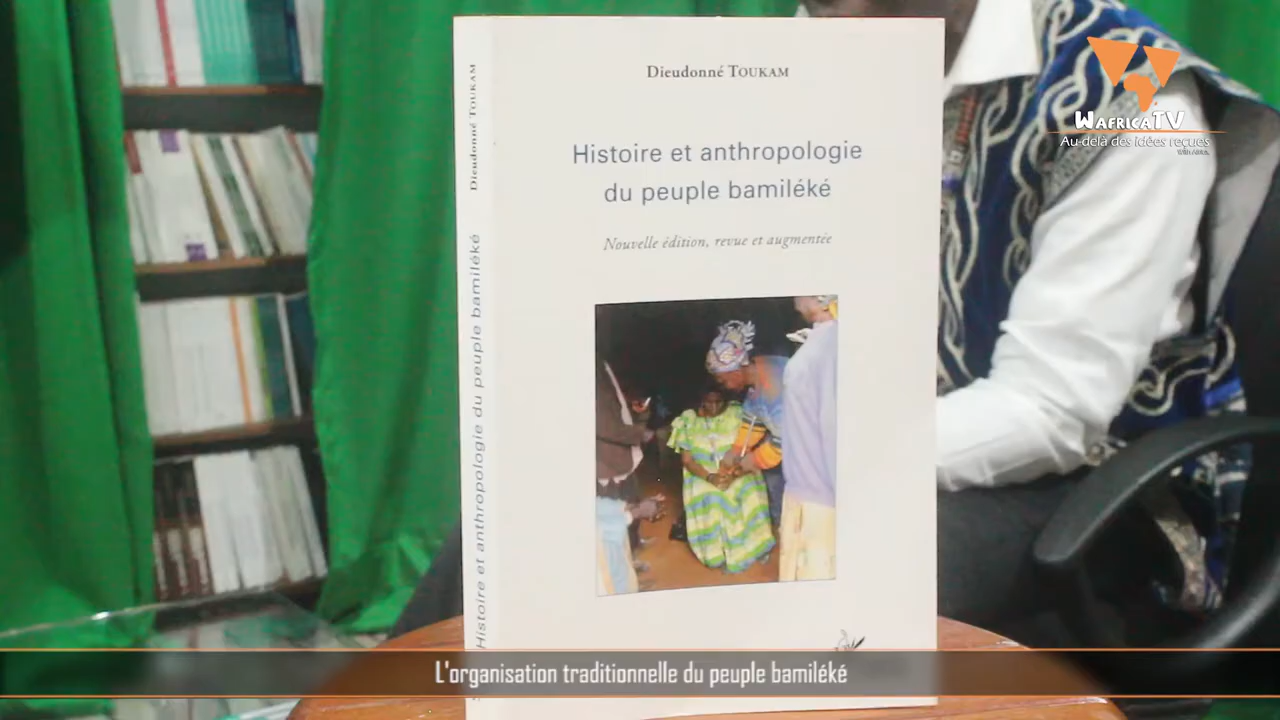 Dieudonné TOUKAM
Histoire et anthropologie
du peuple bamiléké
Nouvelle édition, revue et augmentée
Dieudonné TOUKAM
Histoire et anthropologie du peuple bamiléké
WAFRICATV
Au-delà des idées reçues
L'organisation traditionnelle du peuple bamiléké